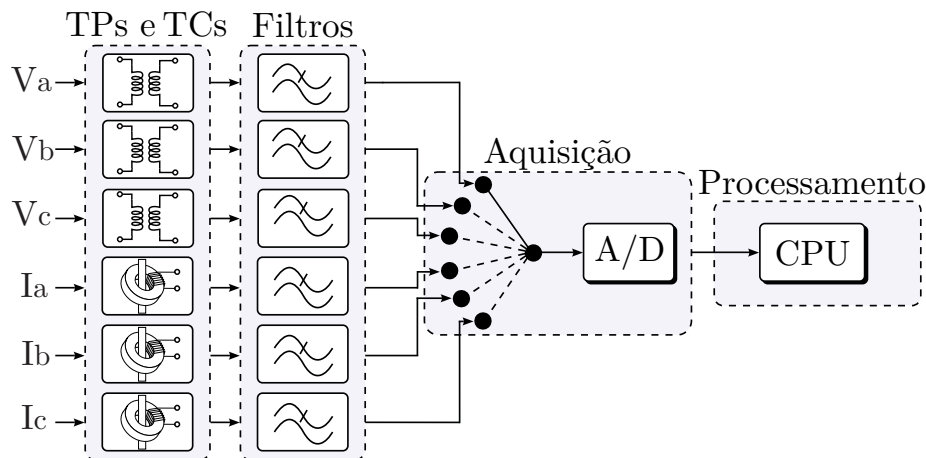 TPs e TCs
Filtros
Va
Vb
Vc
Ia
Ib
Ic
Aquisição
A/D
Processamento
CPU